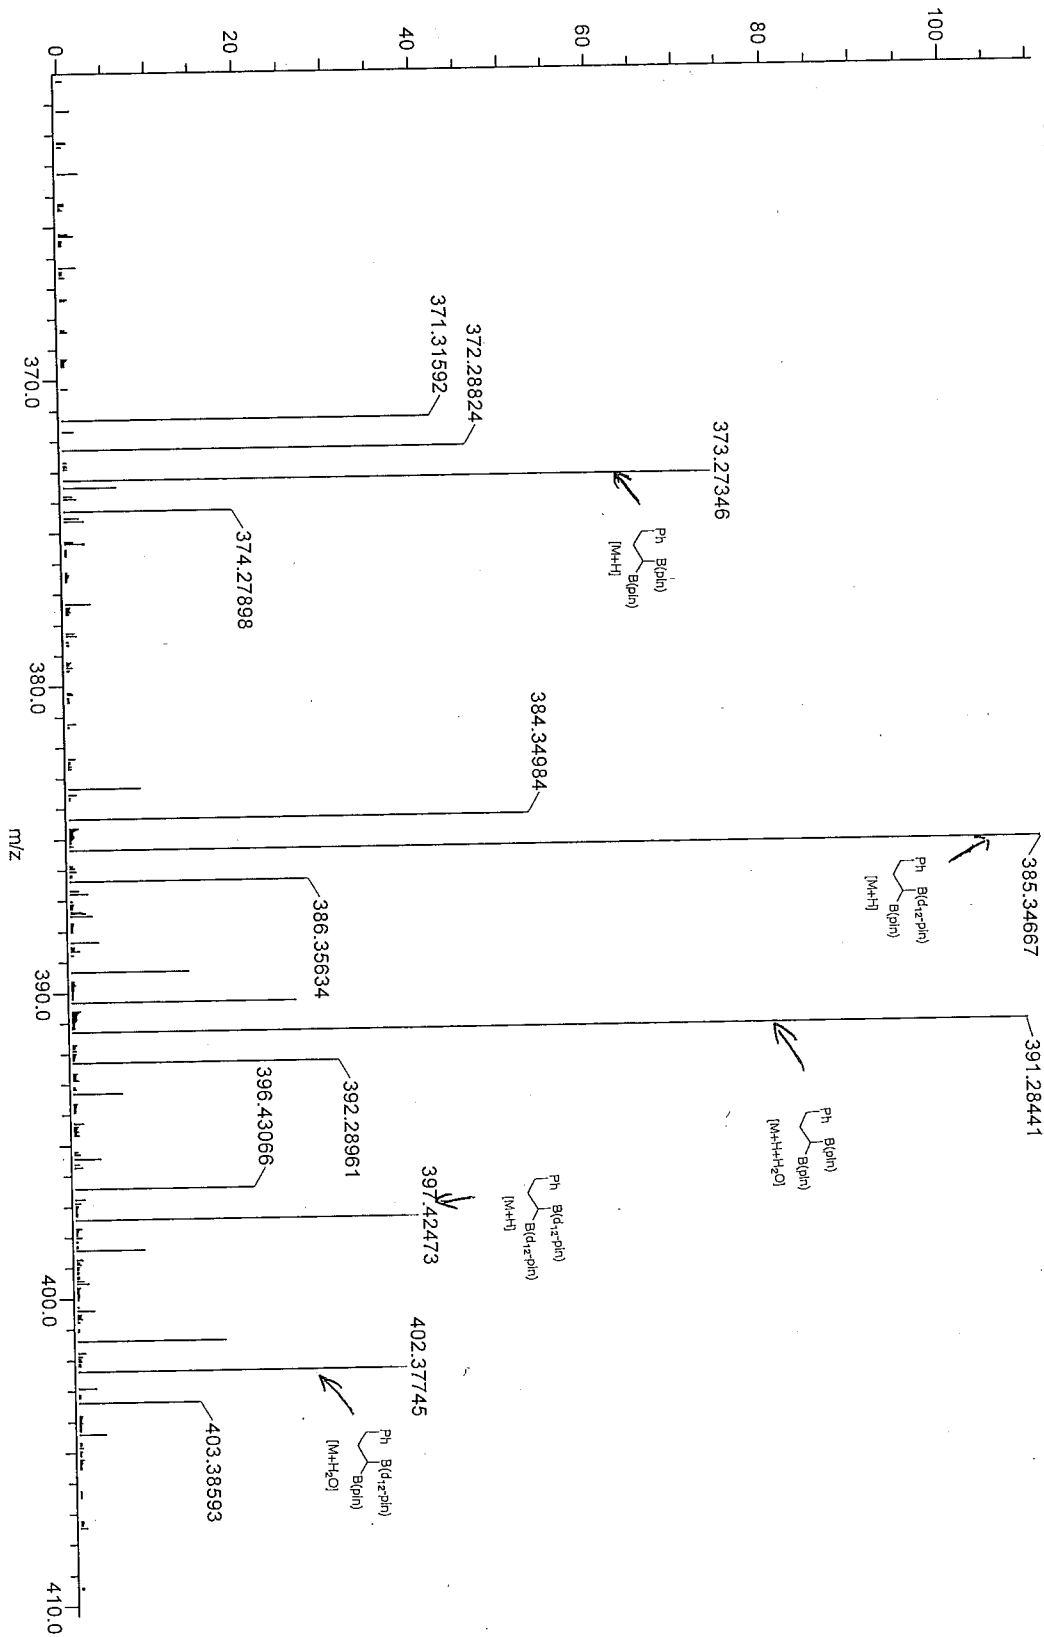 100
80
60
40
20
0
371.31592
372.28824
373.27346
Ph
B(pin)
B(pin)
[M+H]
374.27898
384.34984
385.34667
Ph
B(d12-pin)
B(pin)
[M+H]
386.35634
391.28441
Ph
B(pin)
B(pin)
[M+H+H2O]
392.28961
396.43066
397.42473
Ph
B(d12-pin)
B(d12-pin)
[M+H]
402.37745
Ph
B(d12-pin)
B(pin)
[M+H2O]
403.38593
370.0
380.0
390.0
400.0
410.0
m/z